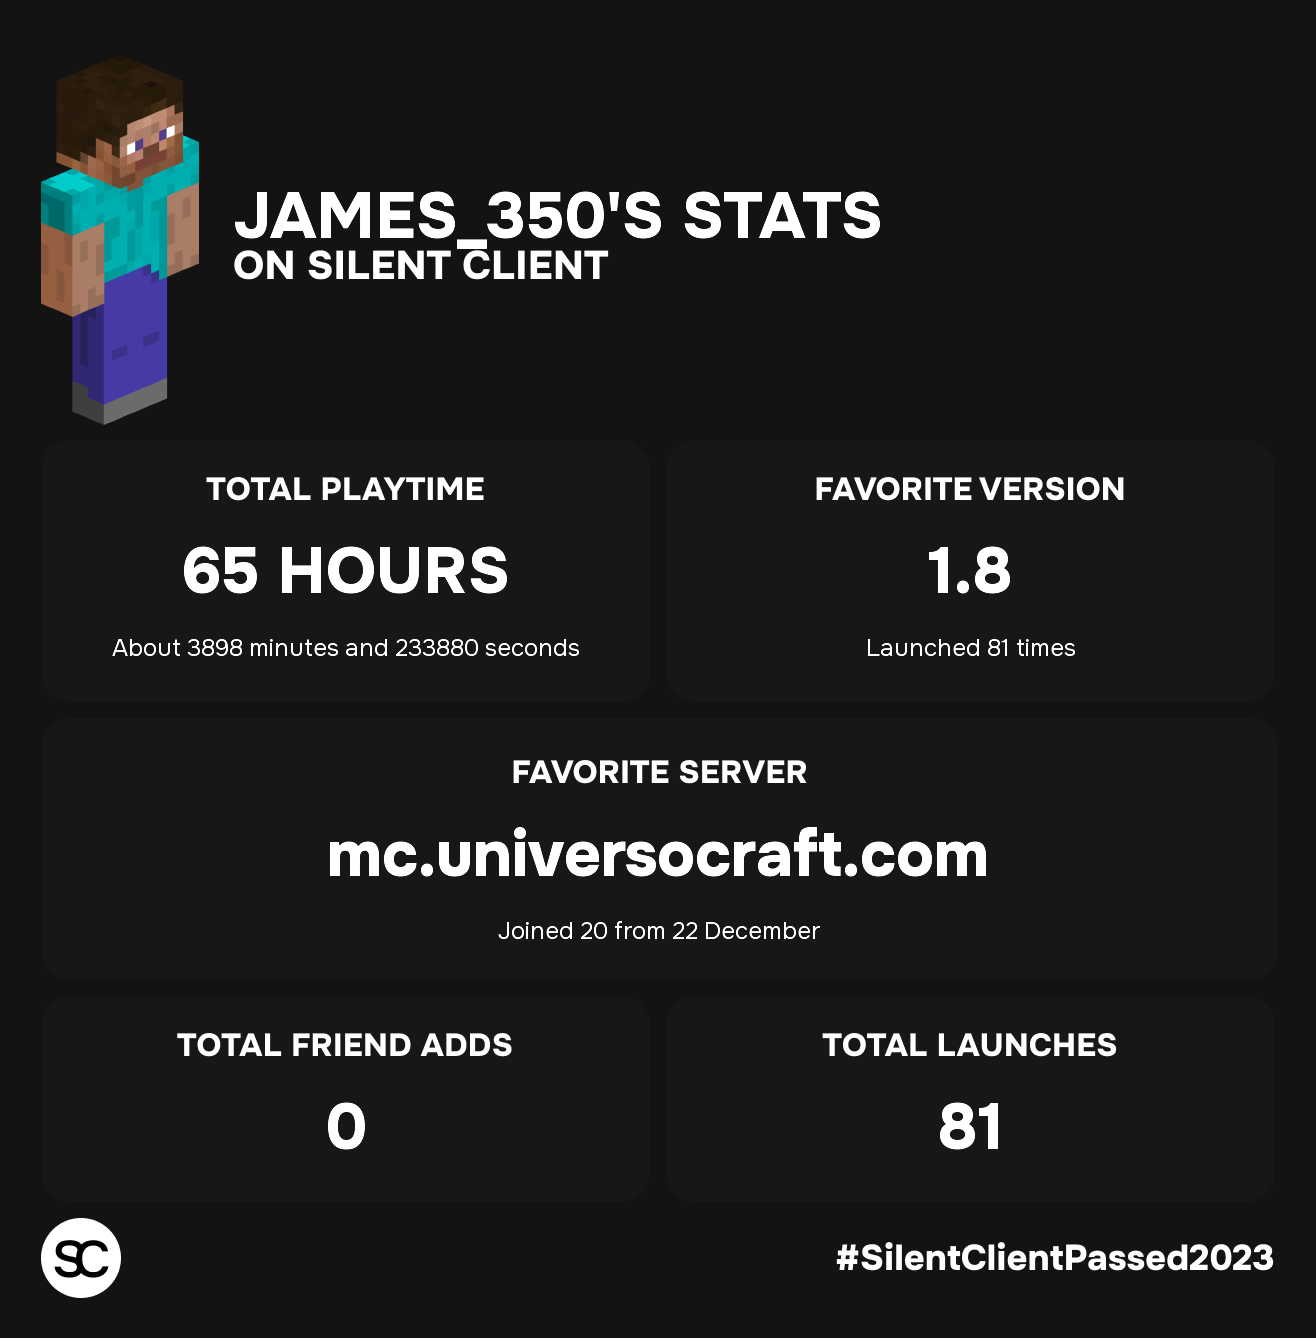 JAMES_350'S STATS
ON SILENT CLIENT
TOTAL PLAYTIME
65 HOURS
About 3898 minutes and 233880 seconds
FAVORITE VERSION
1.8
Launched 81 times
FAVORITE SERVER
mc.universocraft.com
Joined 20 from 22 December
TOTAL FRIEND ADDS
0
TOTAL LAUNCHES
81
SC
#SilentClientPassed2023